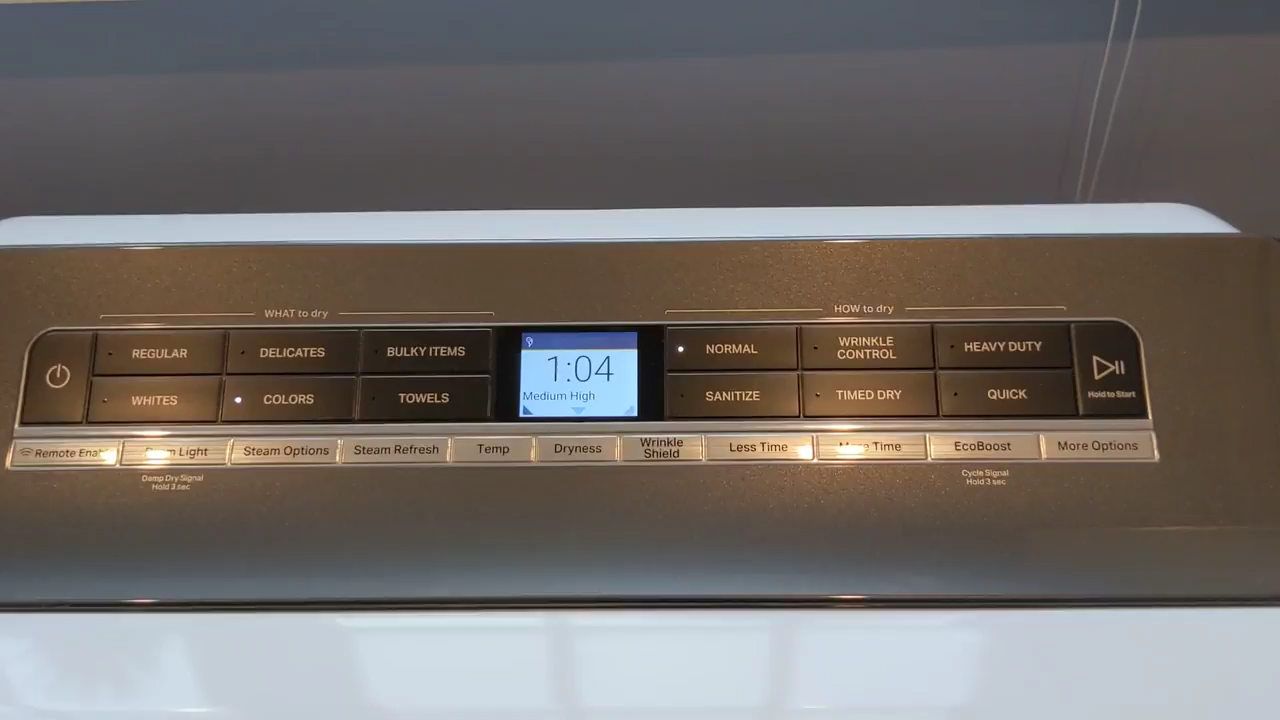 WHAT to dry
HOW to dry
REGULAR
DELICATES
BULKY ITEMS
WHITES
COLORS
TOWELS
1:04
Medium High
NORMAL
WRINKLE
CONTROL
HEAVY DUTY
SANITIZE
TIMED DRY
QUICK
Hold to Start
Remote
Light
Steam Options
Steam Refresh
Temp
Dryness
Wrinkle
Shield
Less Time
Time
EcoBoost
More Options
Damp Dry Signal
Hold 3 sec
Cycle Signal
Hold 3 sec